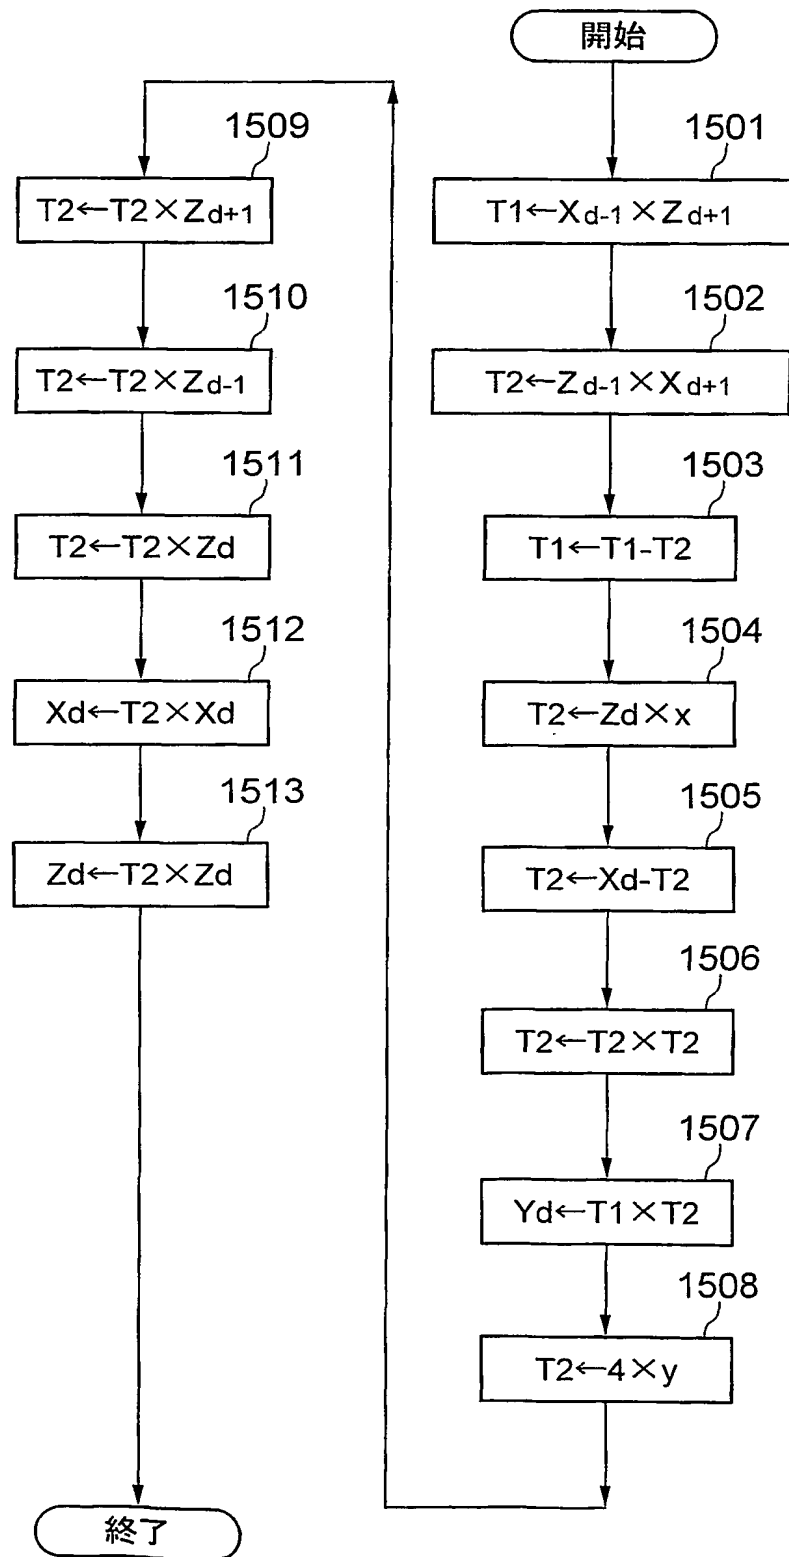 開始
1501
T1←Xd-1×Zd+1
1502
T2←Zd-1×Xd+1
1503
T1←T1-T2
1504
T2←Zd×x
1505
T2←Xd-T2
1506
T2←T2×T2
1507
Yd←T1×T2
1508
T2←4×y
1509
T2←T2×Zd+1
1510
T2←T2×Zd-1
1511
T2←T2×Zd
1512
Xd←T2×Xd
1513
Zd←T2×Zd
終了